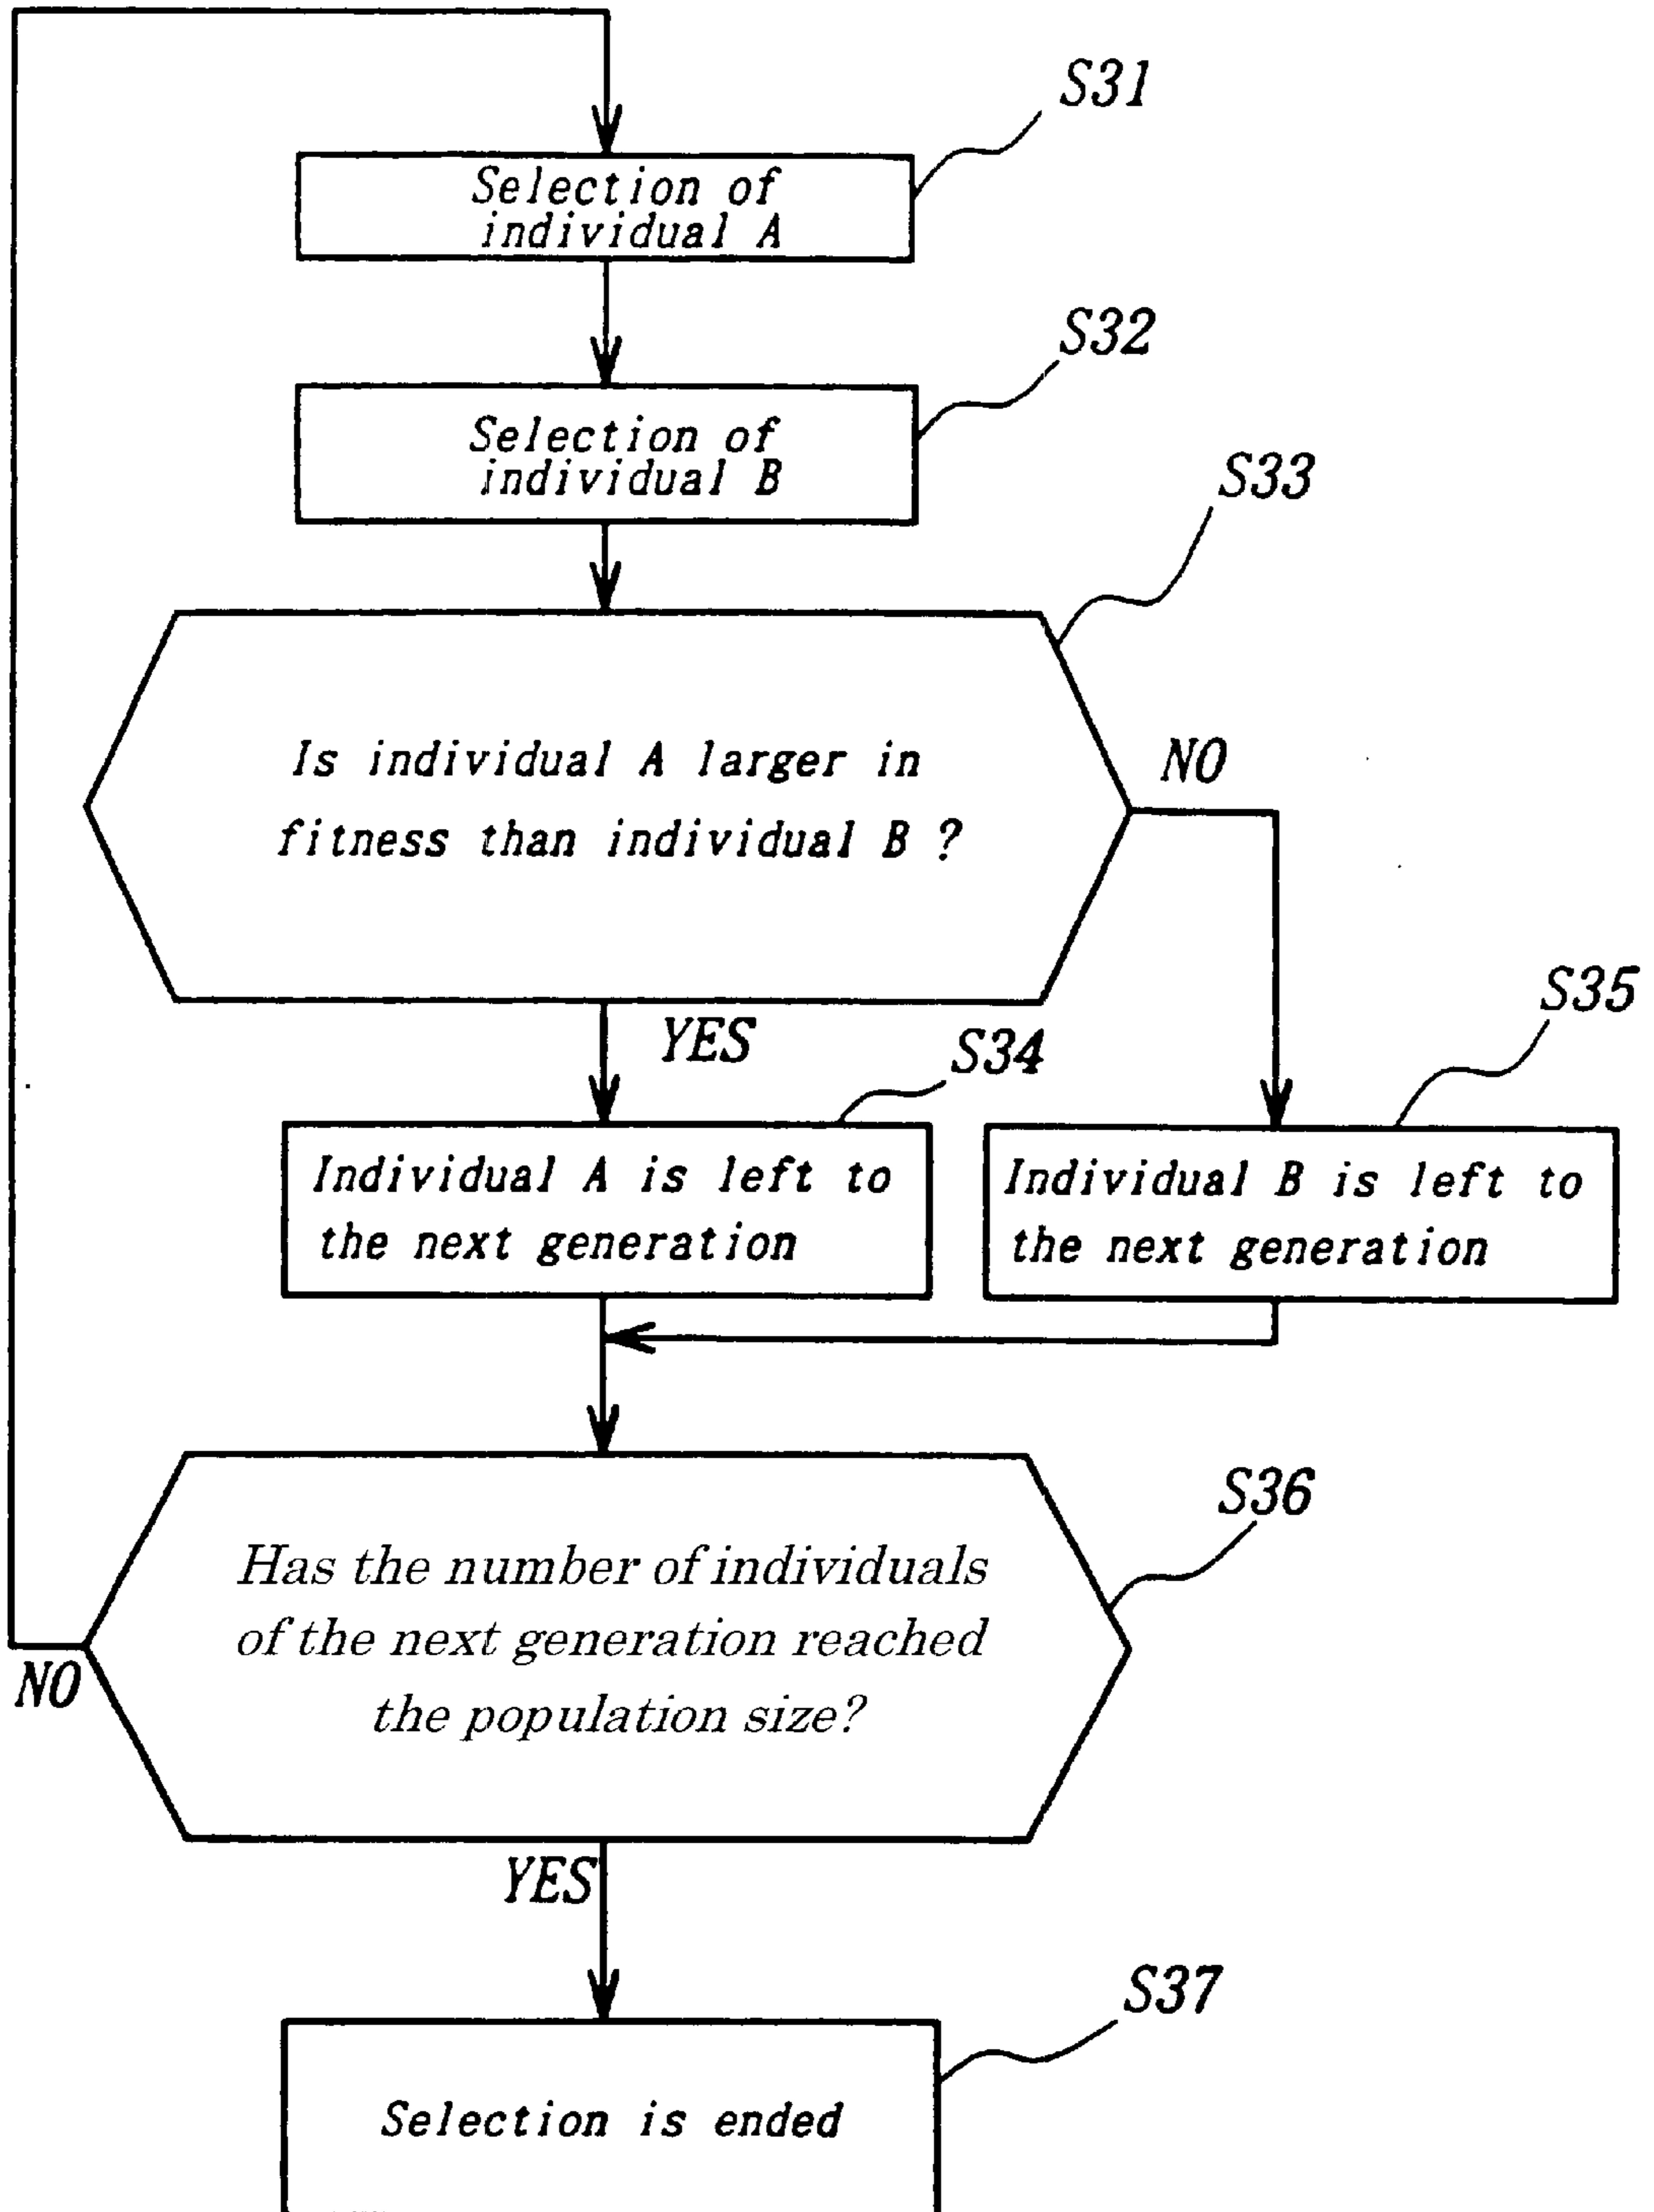 S31
Selection of
individual A
S32
Selection of
individual B
S33
Is individual A larger in
fitness than individual B ?
NO
YES
S34
S35
Individual A is left to
the next generation
Individual B is left to
the next generation
S36
Has the number of individuals
of the next generation reached
the population size?
NO
YES
S37
Selection is ended